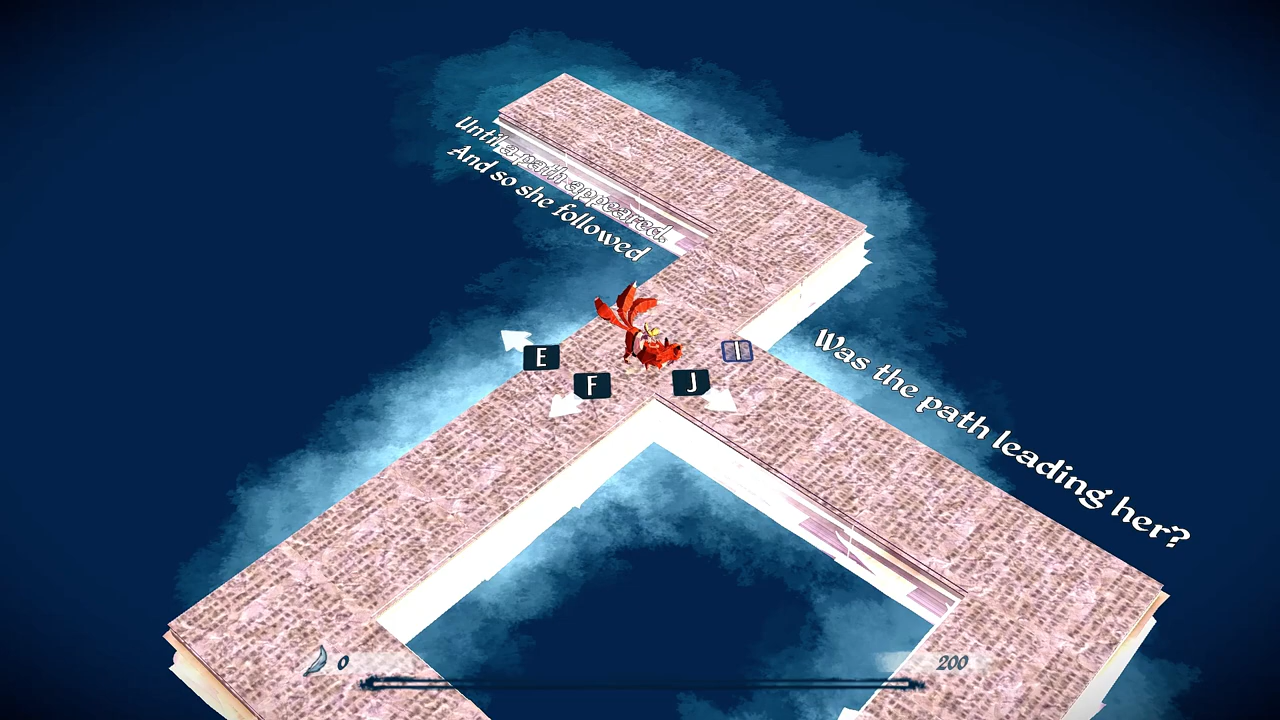 Until a path appeared.
And so she followed
E
I
F
J
Was the path leading her?
0
200